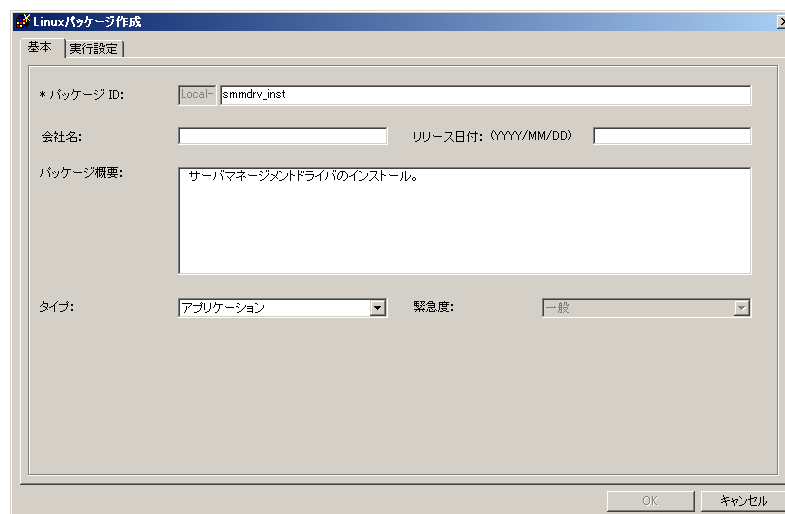 Linuxパッケージ作成
基本 実行設定
* パッケージ ID: Local- smmdrv_inst
会社名: リリース日付: (YYYY/MM/DD)
パッケージ概要: サーバマネージメントドライバのインストール。
タイプ: アプリケーション 緊急度: 一般
OK キャンセル